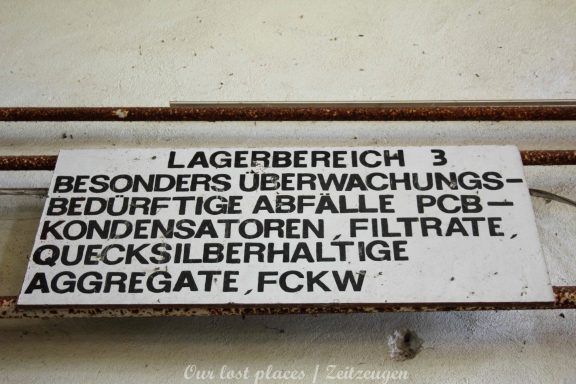 LAGERBEREICH 3
BESONDERS ÜBERWACHUNGS-
BEDÜRFTIGE ABFÄLLE PCB-
KONDENSATOREN, FILTRATE,
QUECKSILBERHALTIGE
AGGREGATE, FCKW
Our lost places | Zeitzeugen